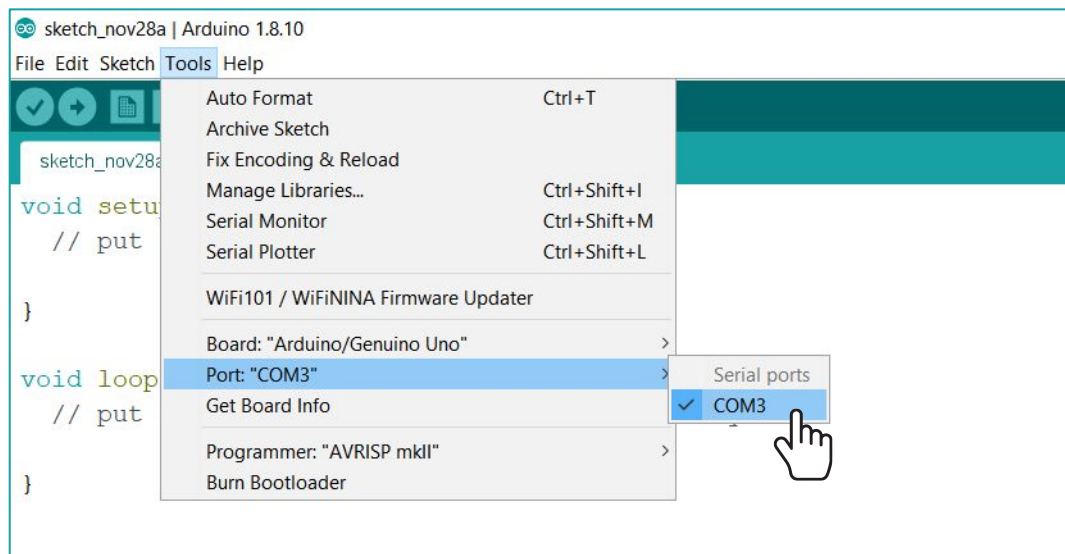 sketch_nov28a | Arduino 1.8.10
File Edit Sketch Tools Help
Auto Format Ctrl+T
Archive Sketch
Fix Encoding & Reload
Manage Libraries... Ctrl+Shift+I
Serial Monitor Ctrl+Shift+M
Serial Plotter Ctrl+Shift+L
WiFi101 / WiFiNINA Firmware Updater
Board: "Arduino/Genuino Uno"
Port: "COM3"
Get Board Info
Programmer: "AVRISP mkII"
Burn Bootloader
Serial ports
COM3
sketch_nov28a
void setu
// put
}
void loop
// put
}